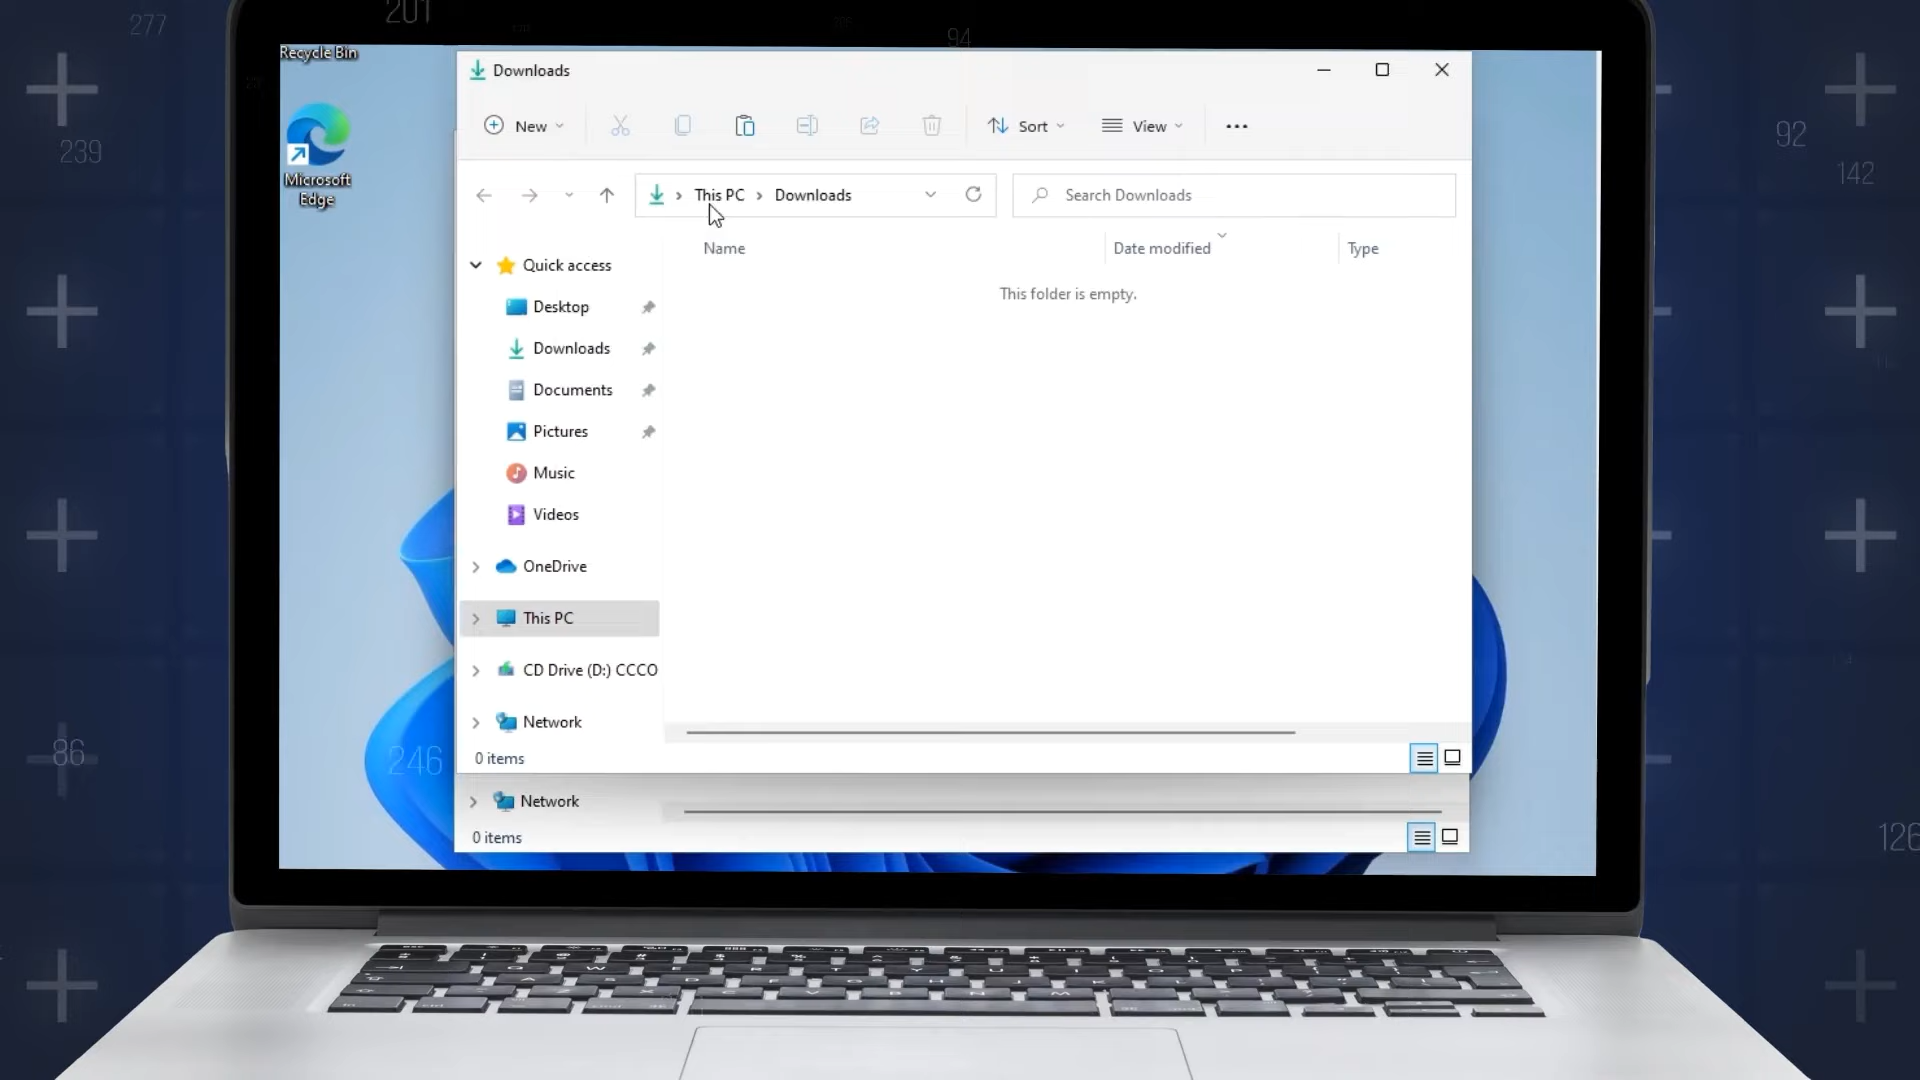 277
201
94
239
92
142
Recycle Bin
Microsoft
Edge
Downloads
New
Sort
View
This PC
Downloads
Search Downloads
Name
Date modified
Type
This folder is empty.
Quick access
Desktop
Downloads
Documents
Pictures
Music
Videos
OneDrive
This PC
CD Drive (D:) CCCO
Network
0 items
Network
0 items
86
246
126